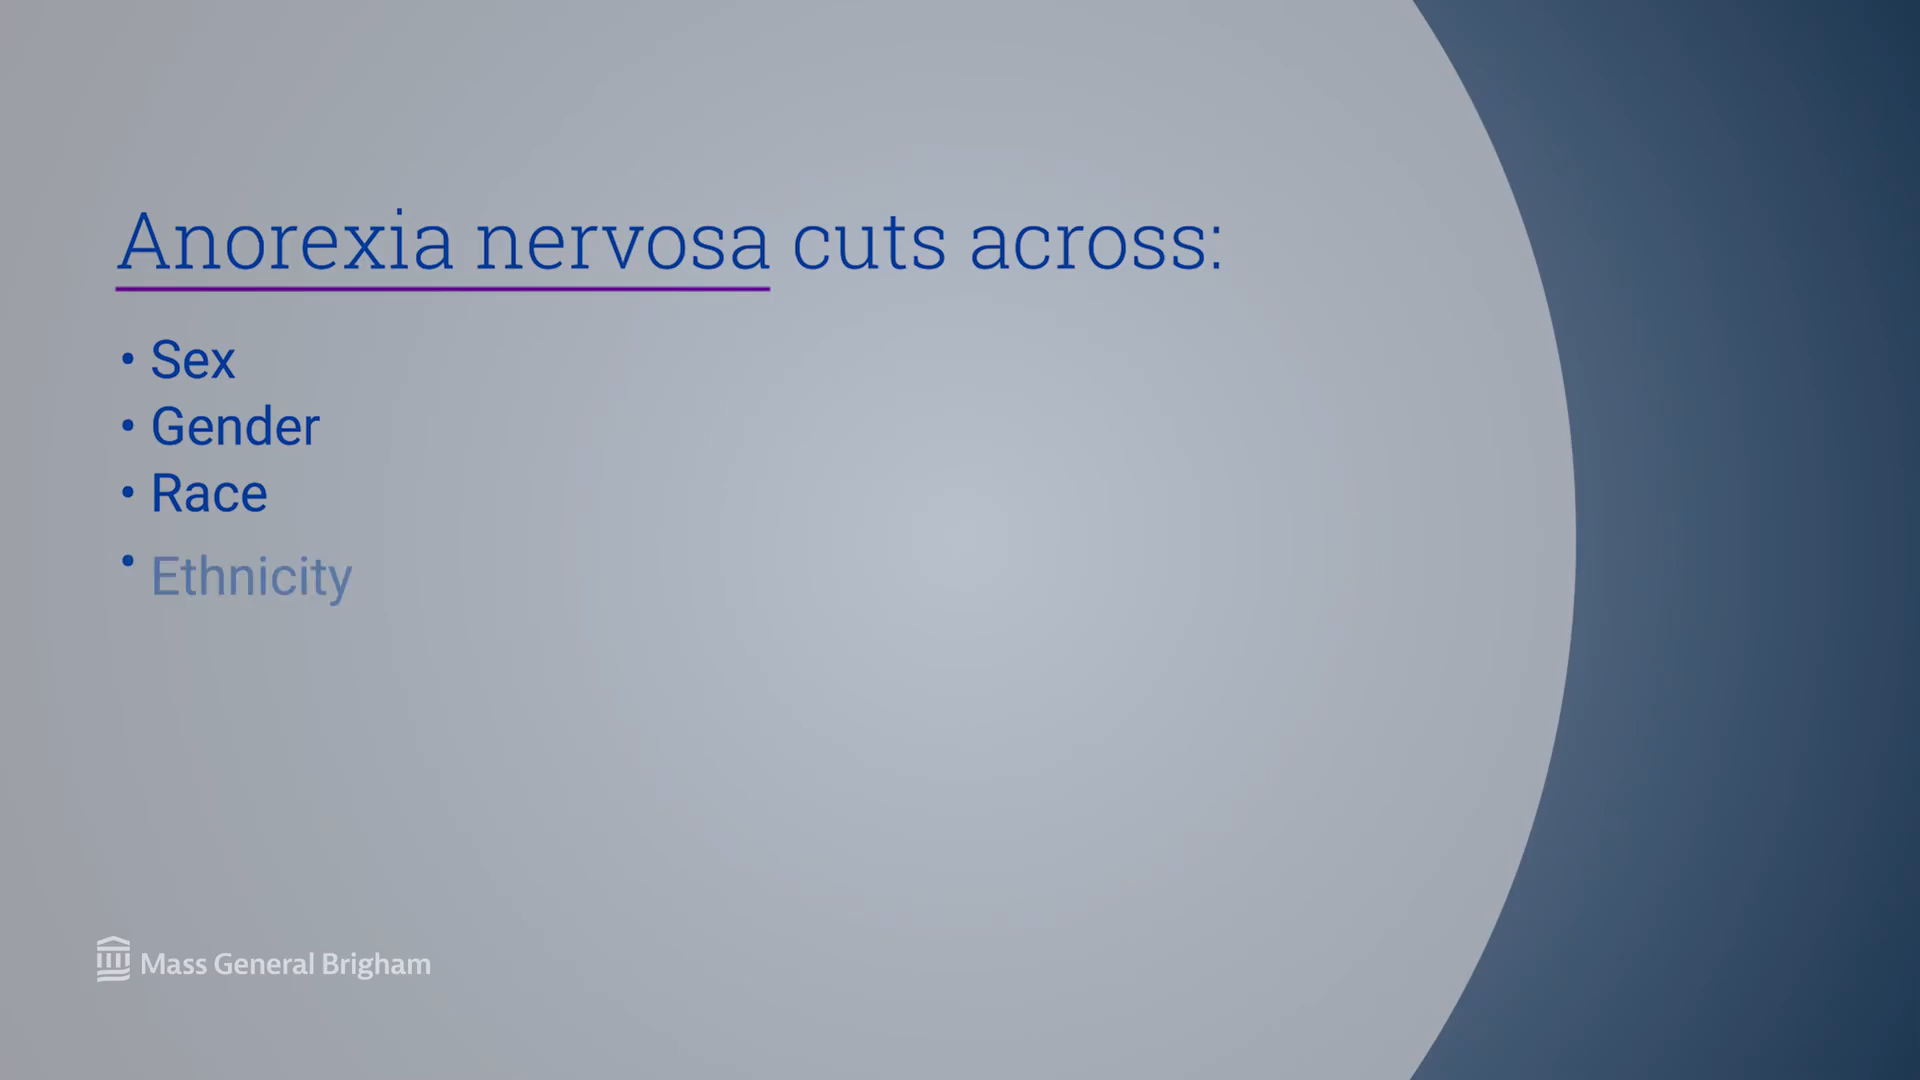 Anorexia nervosa cuts across:
• Sex
• Gender
• Race
• Ethnicity
Mass General Brigham